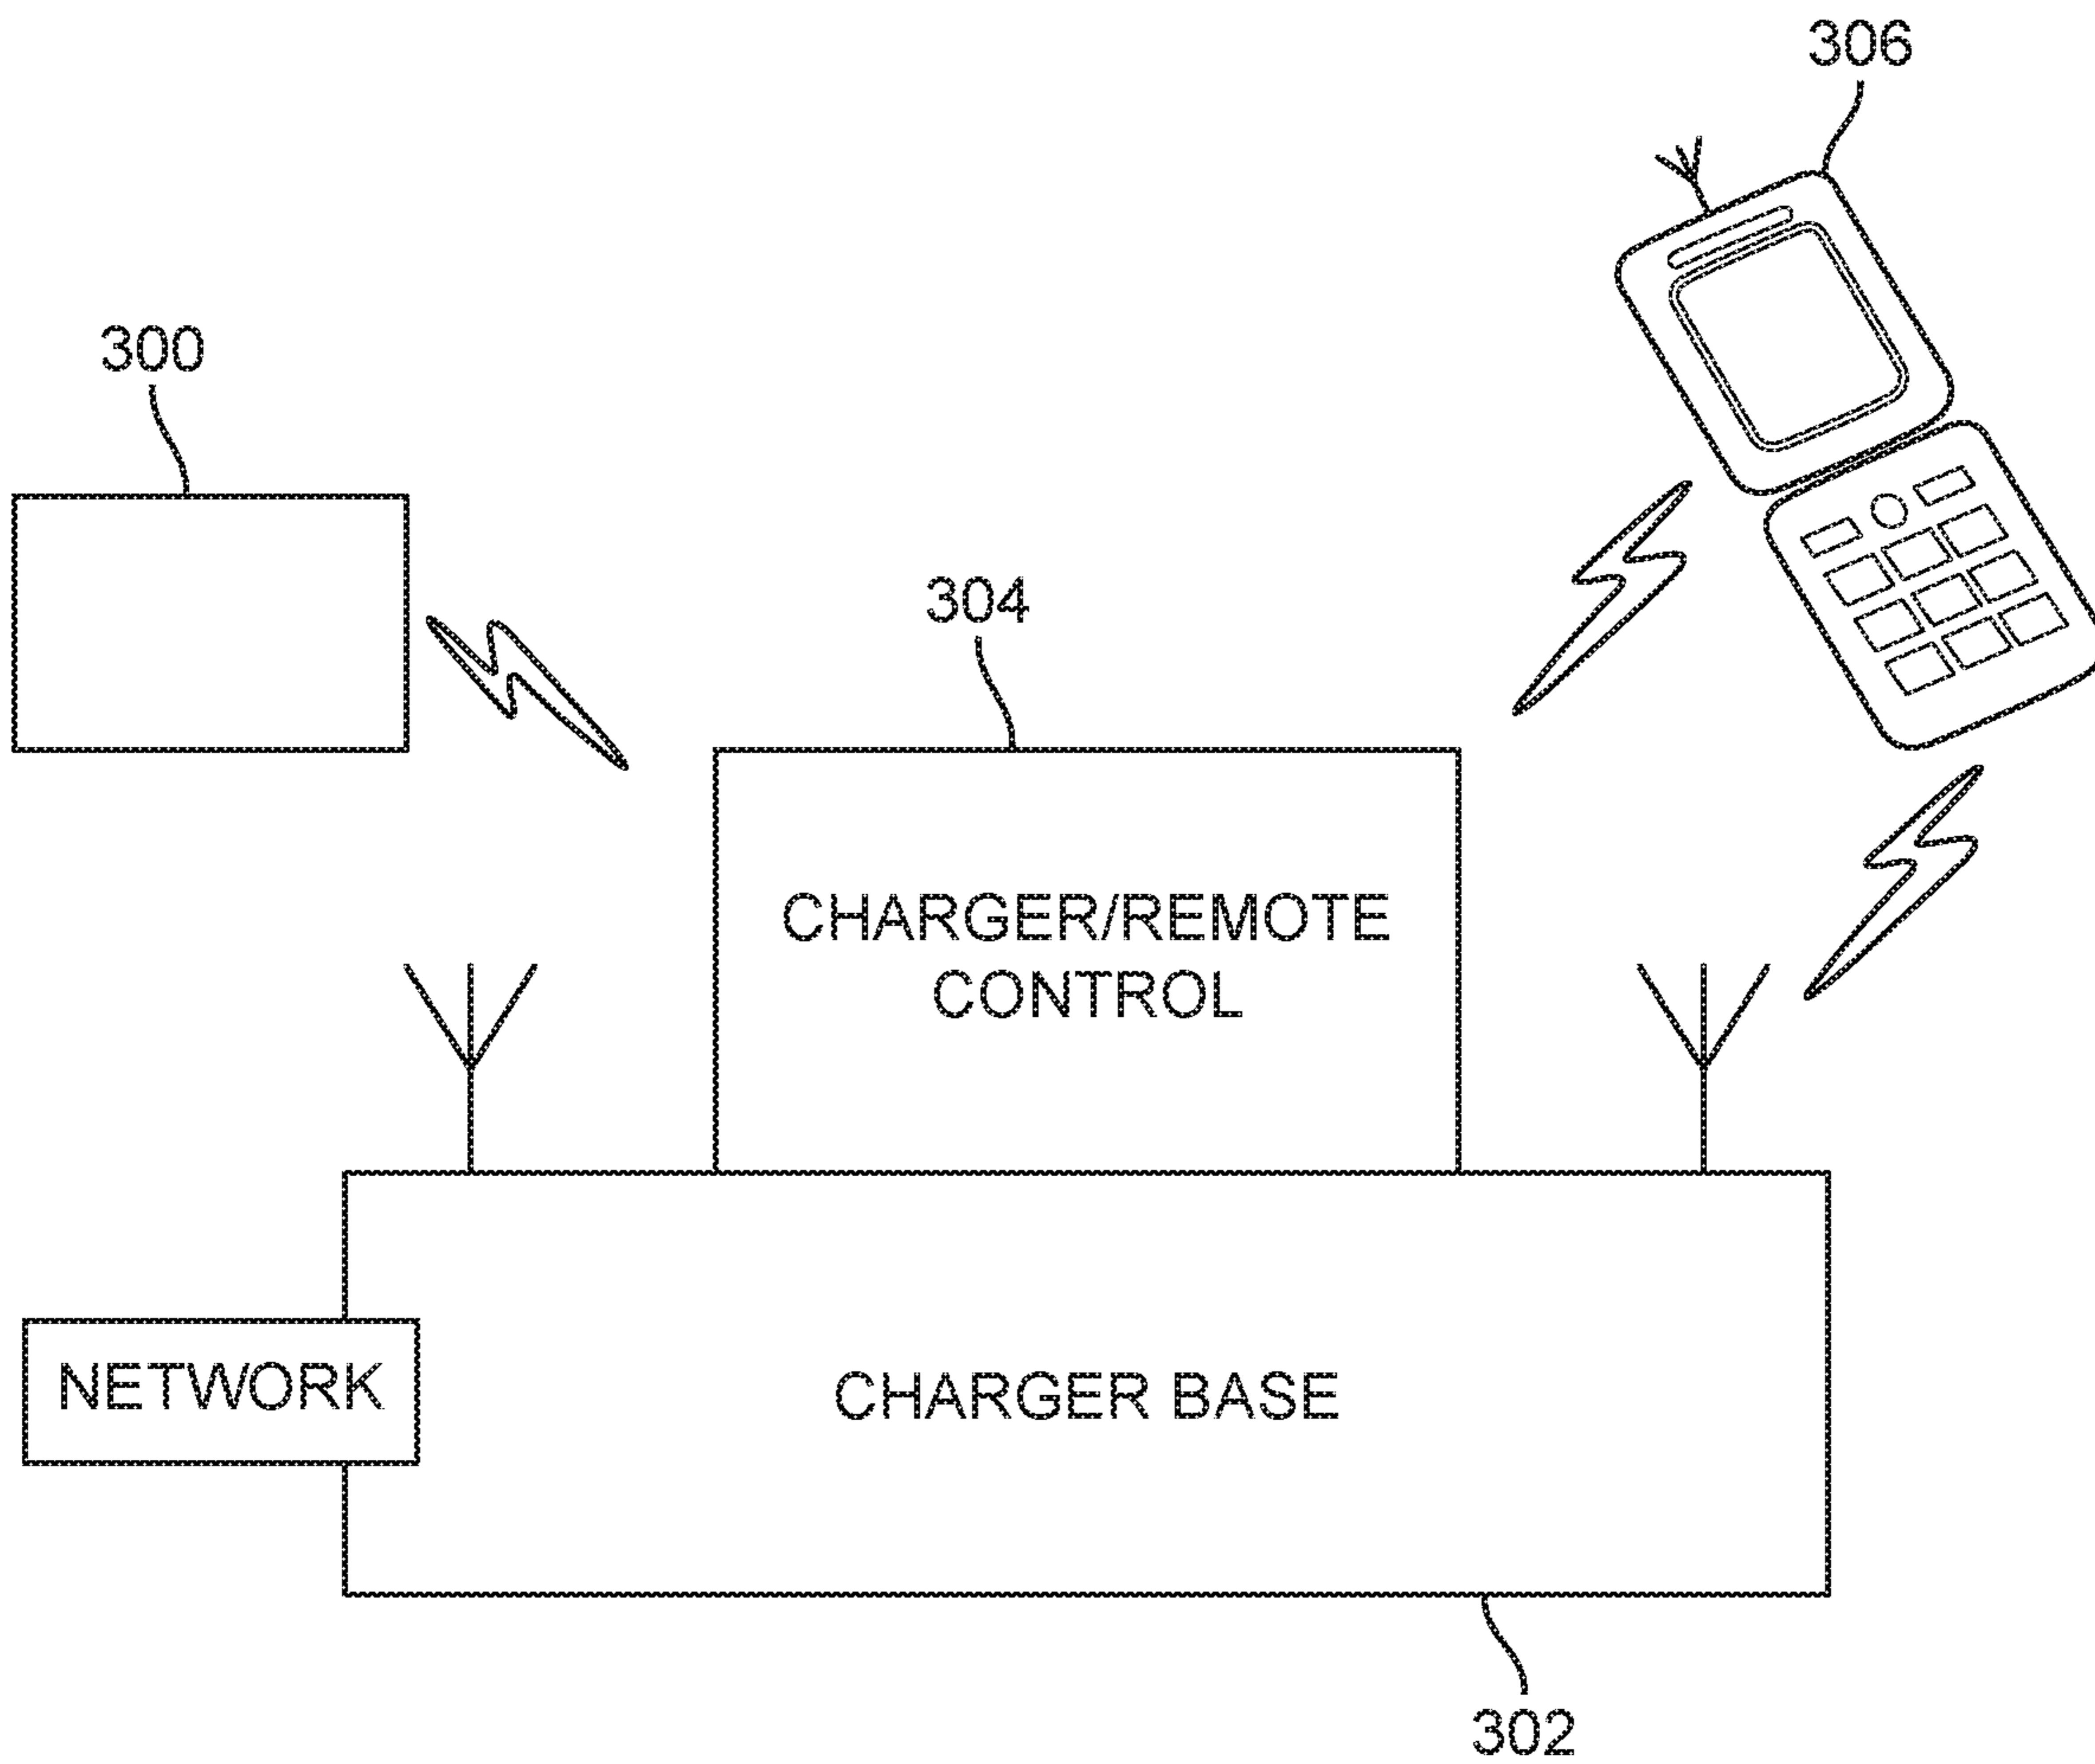 306
300
304
CHARGER/REMOTE
CONTROL
NETWORK
CHARGER BASE
302